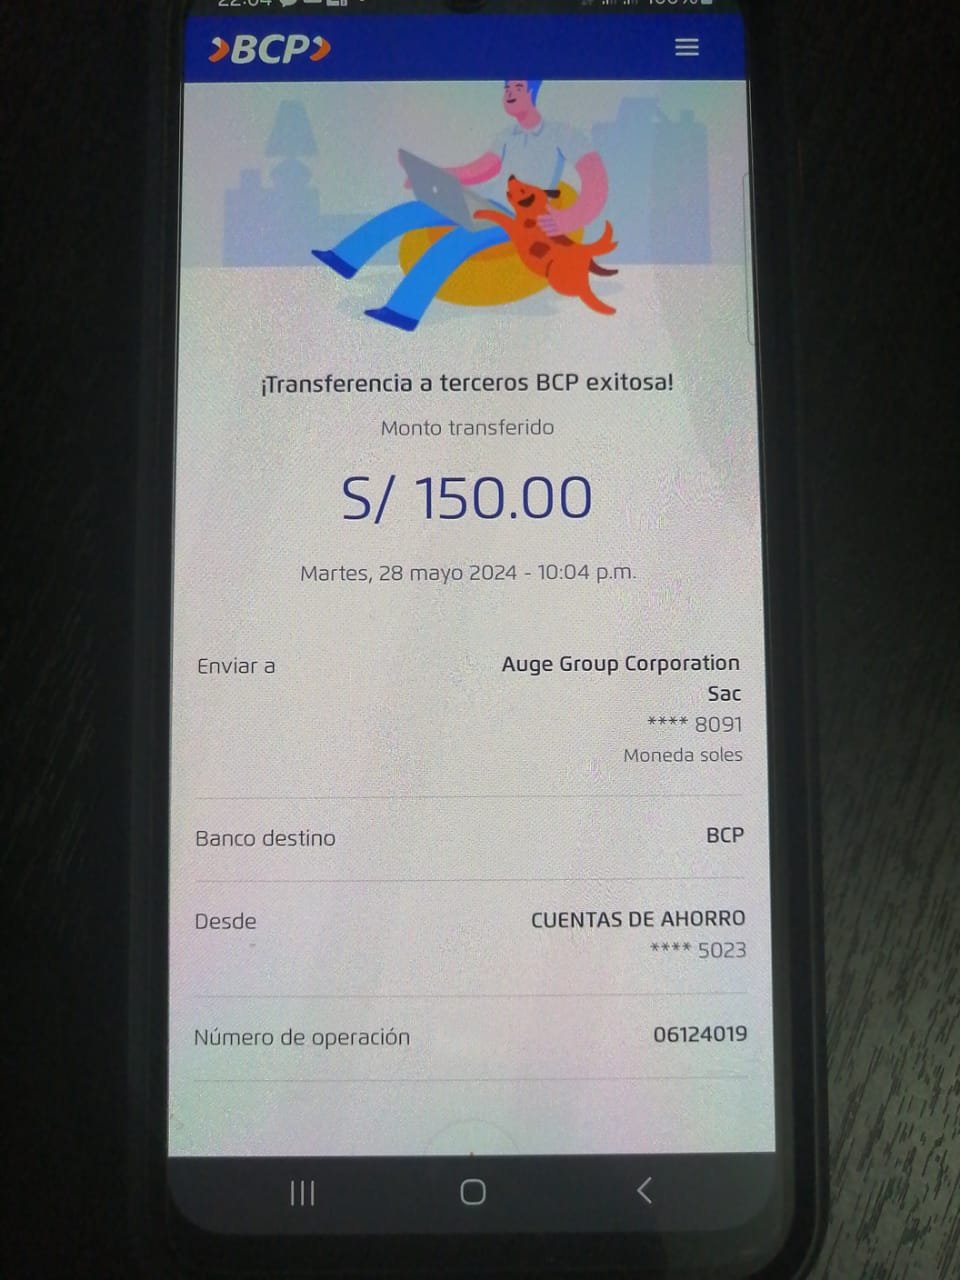 BCP
¡Transferencia a terceros BCP exitosa!
Monto transferido
S/ 150.00
Martes, 28 mayo 2024 - 10:04 p.m.
Enviar a
Auge Group Corporation
Sac
**** 8091
Moneda soles
Banco destino
BCP
Desde
CUENTAS DE AHORRO
**** 5023
Número de operación
06124019